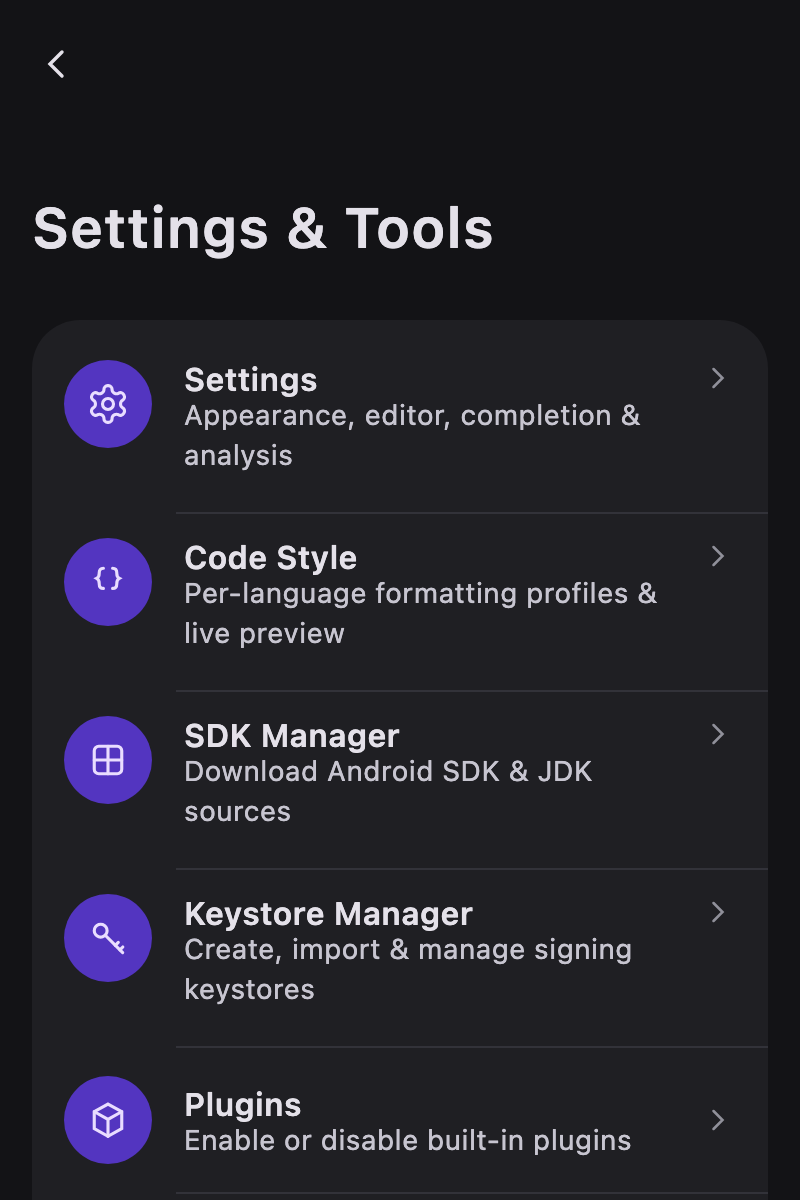 Settings & Tools
Settings
Appearance, editor, completion &
analysis
Code Style
Per-language formatting profiles &
live preview
SDK Manager
Download Android SDK & JDK
sources
Keystore Manager
Create, import & manage signing
keystores
Plugins
Enable or disable built-in plugins